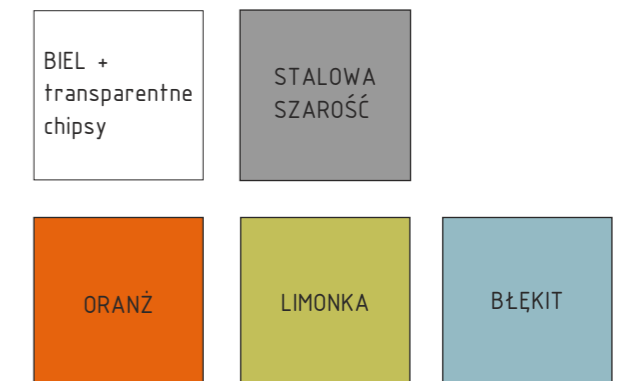 BIEL +
transparentne
chipsy
STALOWA
SZAROŚĆ
ORANŻ
LIMONKA
BŁĘKIT